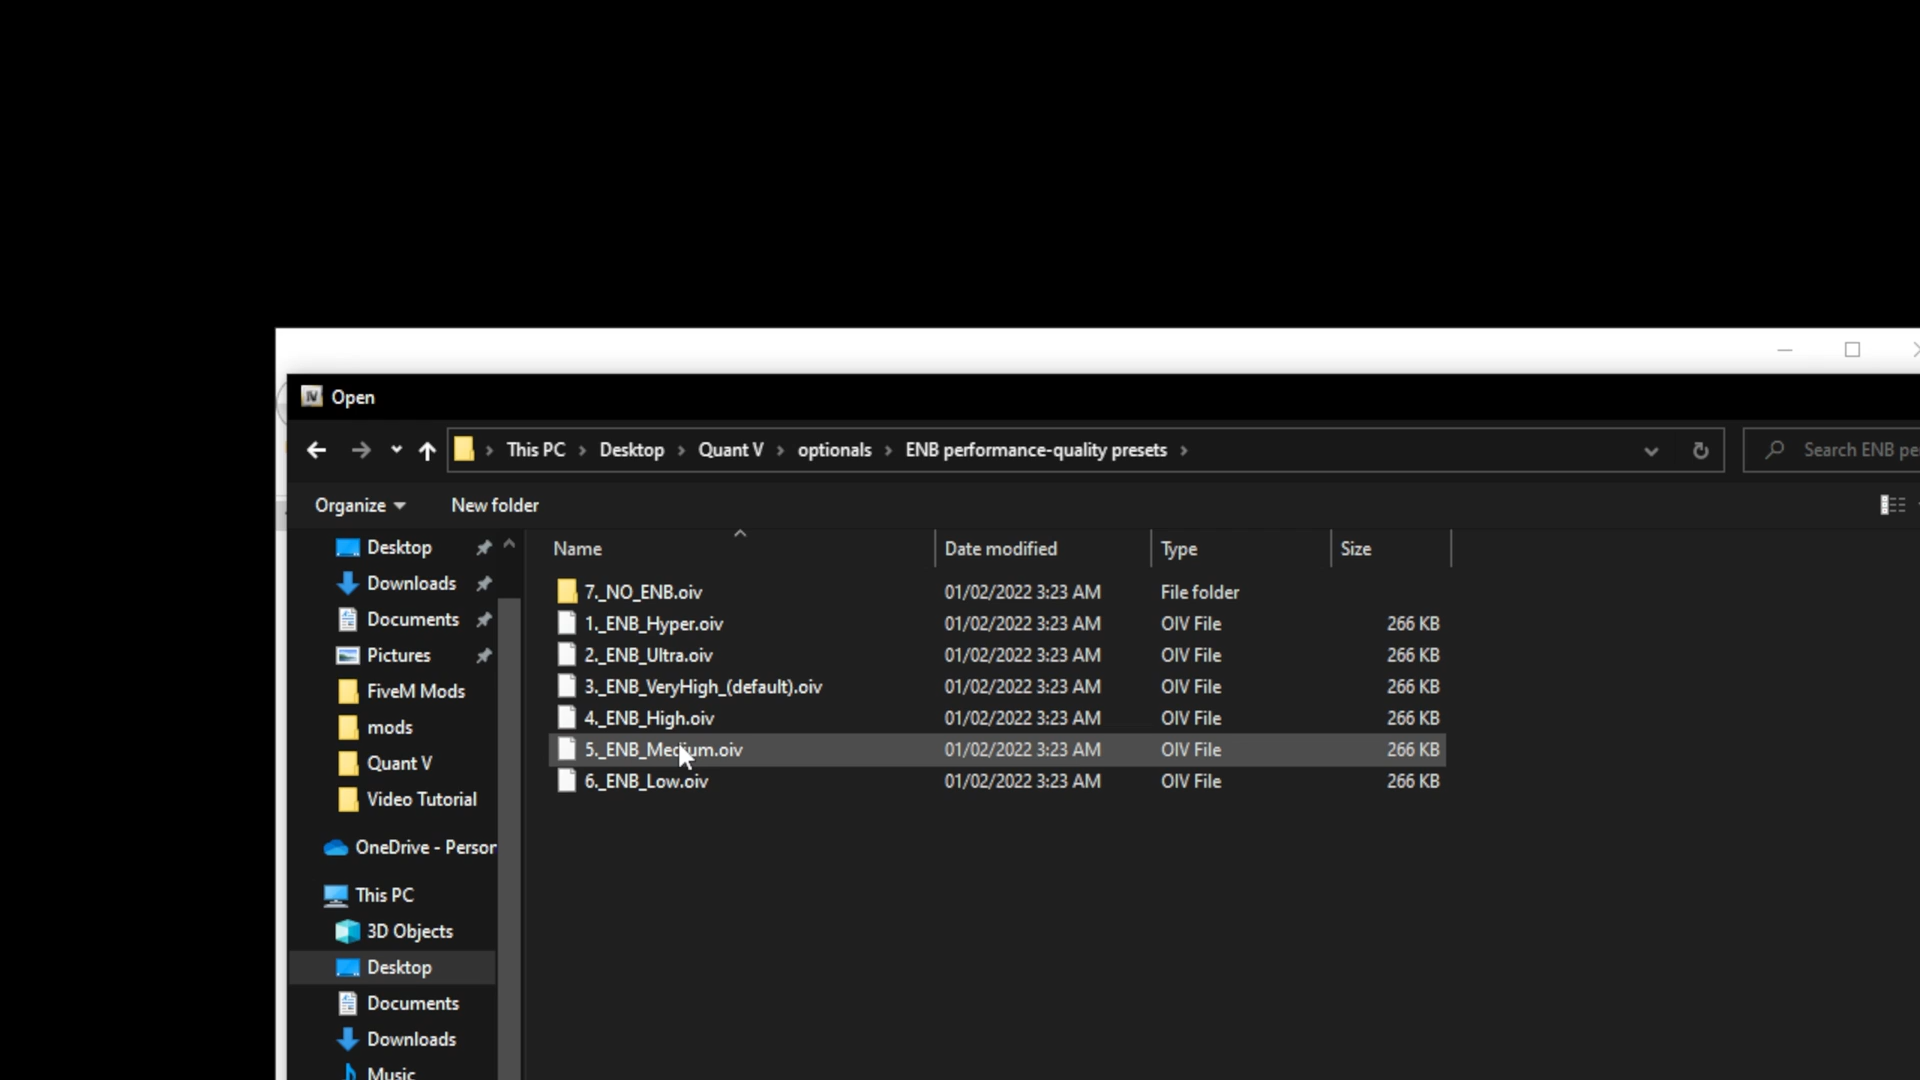 IV Open
This PC > Desktop > Quant V > optionals > ENB performance-quality presets >
Search ENB pe
Organize
New folder
Name
Date modified
Type
Size
Desktop
Downloads
Documents
Pictures
FiveM Mods
mods
Quant V
Video Tutorial
OneDrive - Person
This PC
3D Objects
Desktop
Documents
Downloads
Music
7._NO_ENB.oiv 01/02/2022 3:23 AM File folder
1._ENB_Hyper.oiv 01/02/2022 3:23 AM OIV File 266 KB
2._ENB_Ultra.oiv 01/02/2022 3:23 AM OIV File 266 KB
3._ENB_VeryHigh_(default).oiv 01/02/2022 3:23 AM OIV File 266 KB
4._ENB_High.oiv 01/02/2022 3:23 AM OIV File 266 KB
5._ENB_Medium.oiv 01/02/2022 3:23 AM OIV File 266 KB
6._ENB_Low.oiv 01/02/2022 3:23 AM OIV File 266 KB